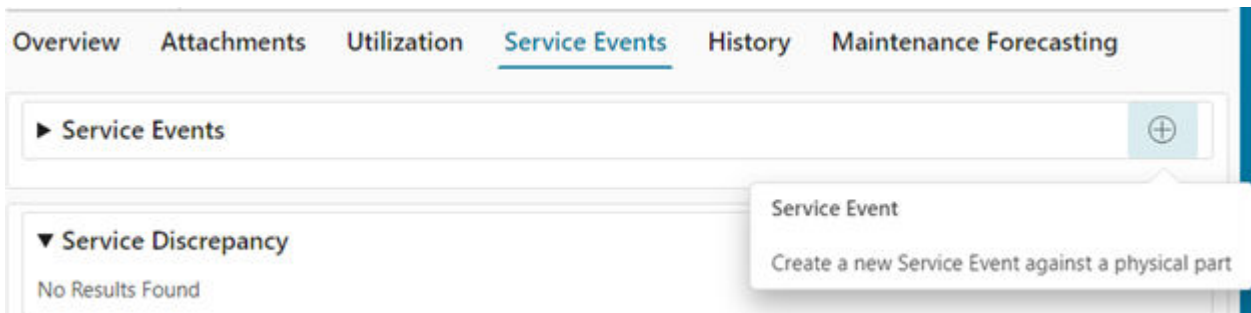 Overview Attachments Utilization Service Events History Maintenance Forecasting
Service Events
Service Event
Create a new Service Event against a physical part
Service Discrepancy
No Results Found